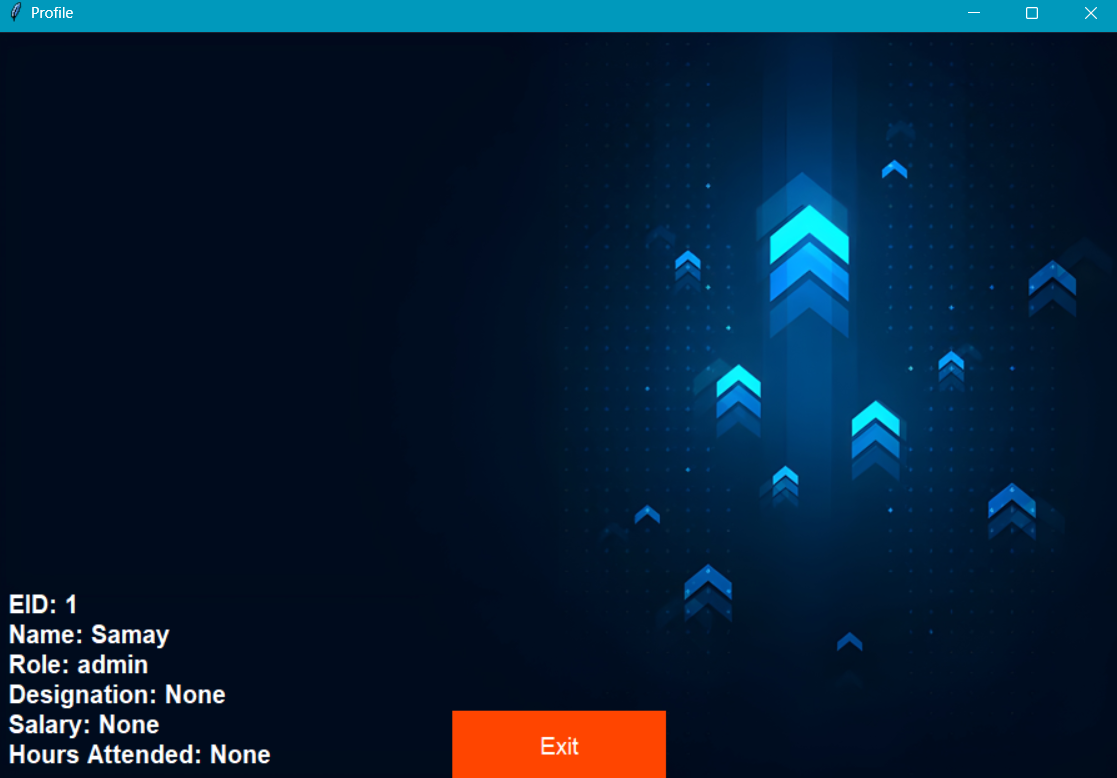 Profile
EID: 1
Name: Samay
Role: admin
Designation: None
Salary: None
Hours Attended: None
Exit